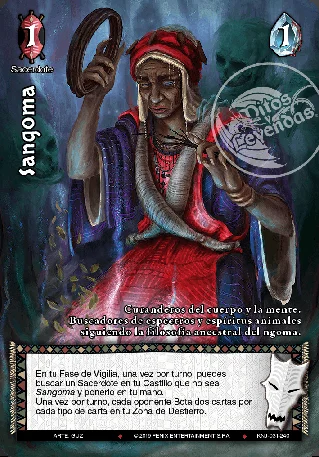 1
1
Sacerdote
Sangoma
Mitos y
Leyendas
Curanderos del cuerpo y la mente.
Buscadores de espectros y espíritus animales
siguiendo la filosofía ancestral del ngoma.
En tu Fase de Vigilia, una vez por turno, puedes
buscar un Sacerdote en tu Castillo que no sea
Sangoma y ponerlo en tu mano.
Una vez por turno, cada oponente Bota dos cartas por
cada tipo de carta en tu Zona de Destierro.
©2019 FENIX ENTERTAINMENT S.P.A.